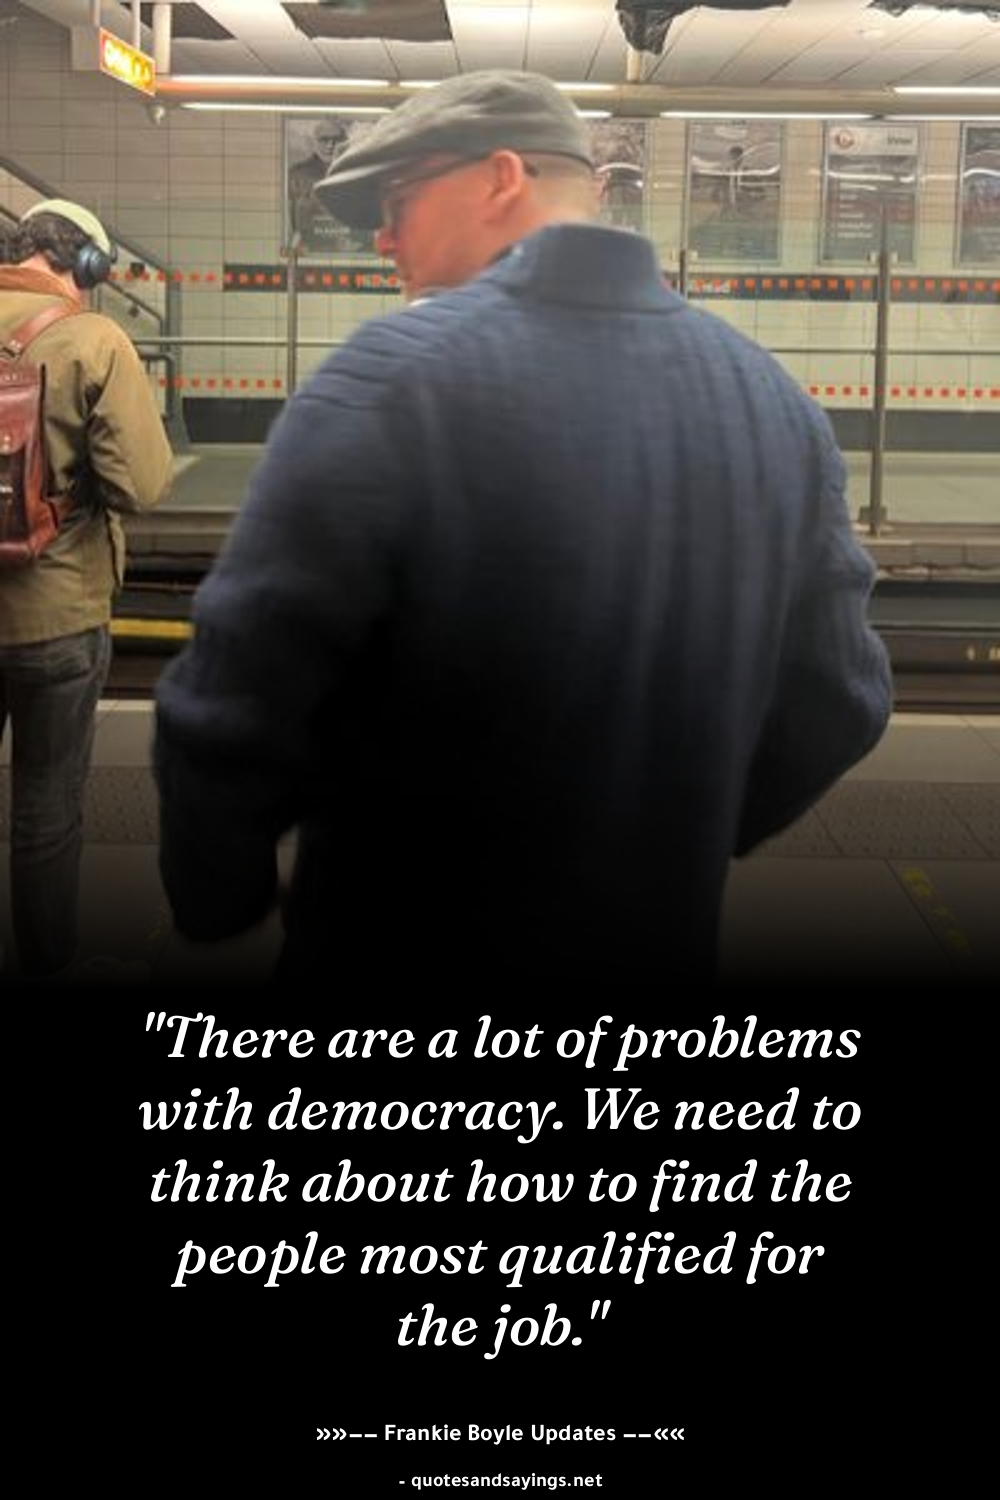 "There are a lot of problems
with democracy. We need to
think about how to find the
people most qualified for
the job."
»»–– Frankie Boyle Updates ––««
- quotesandsayings.net